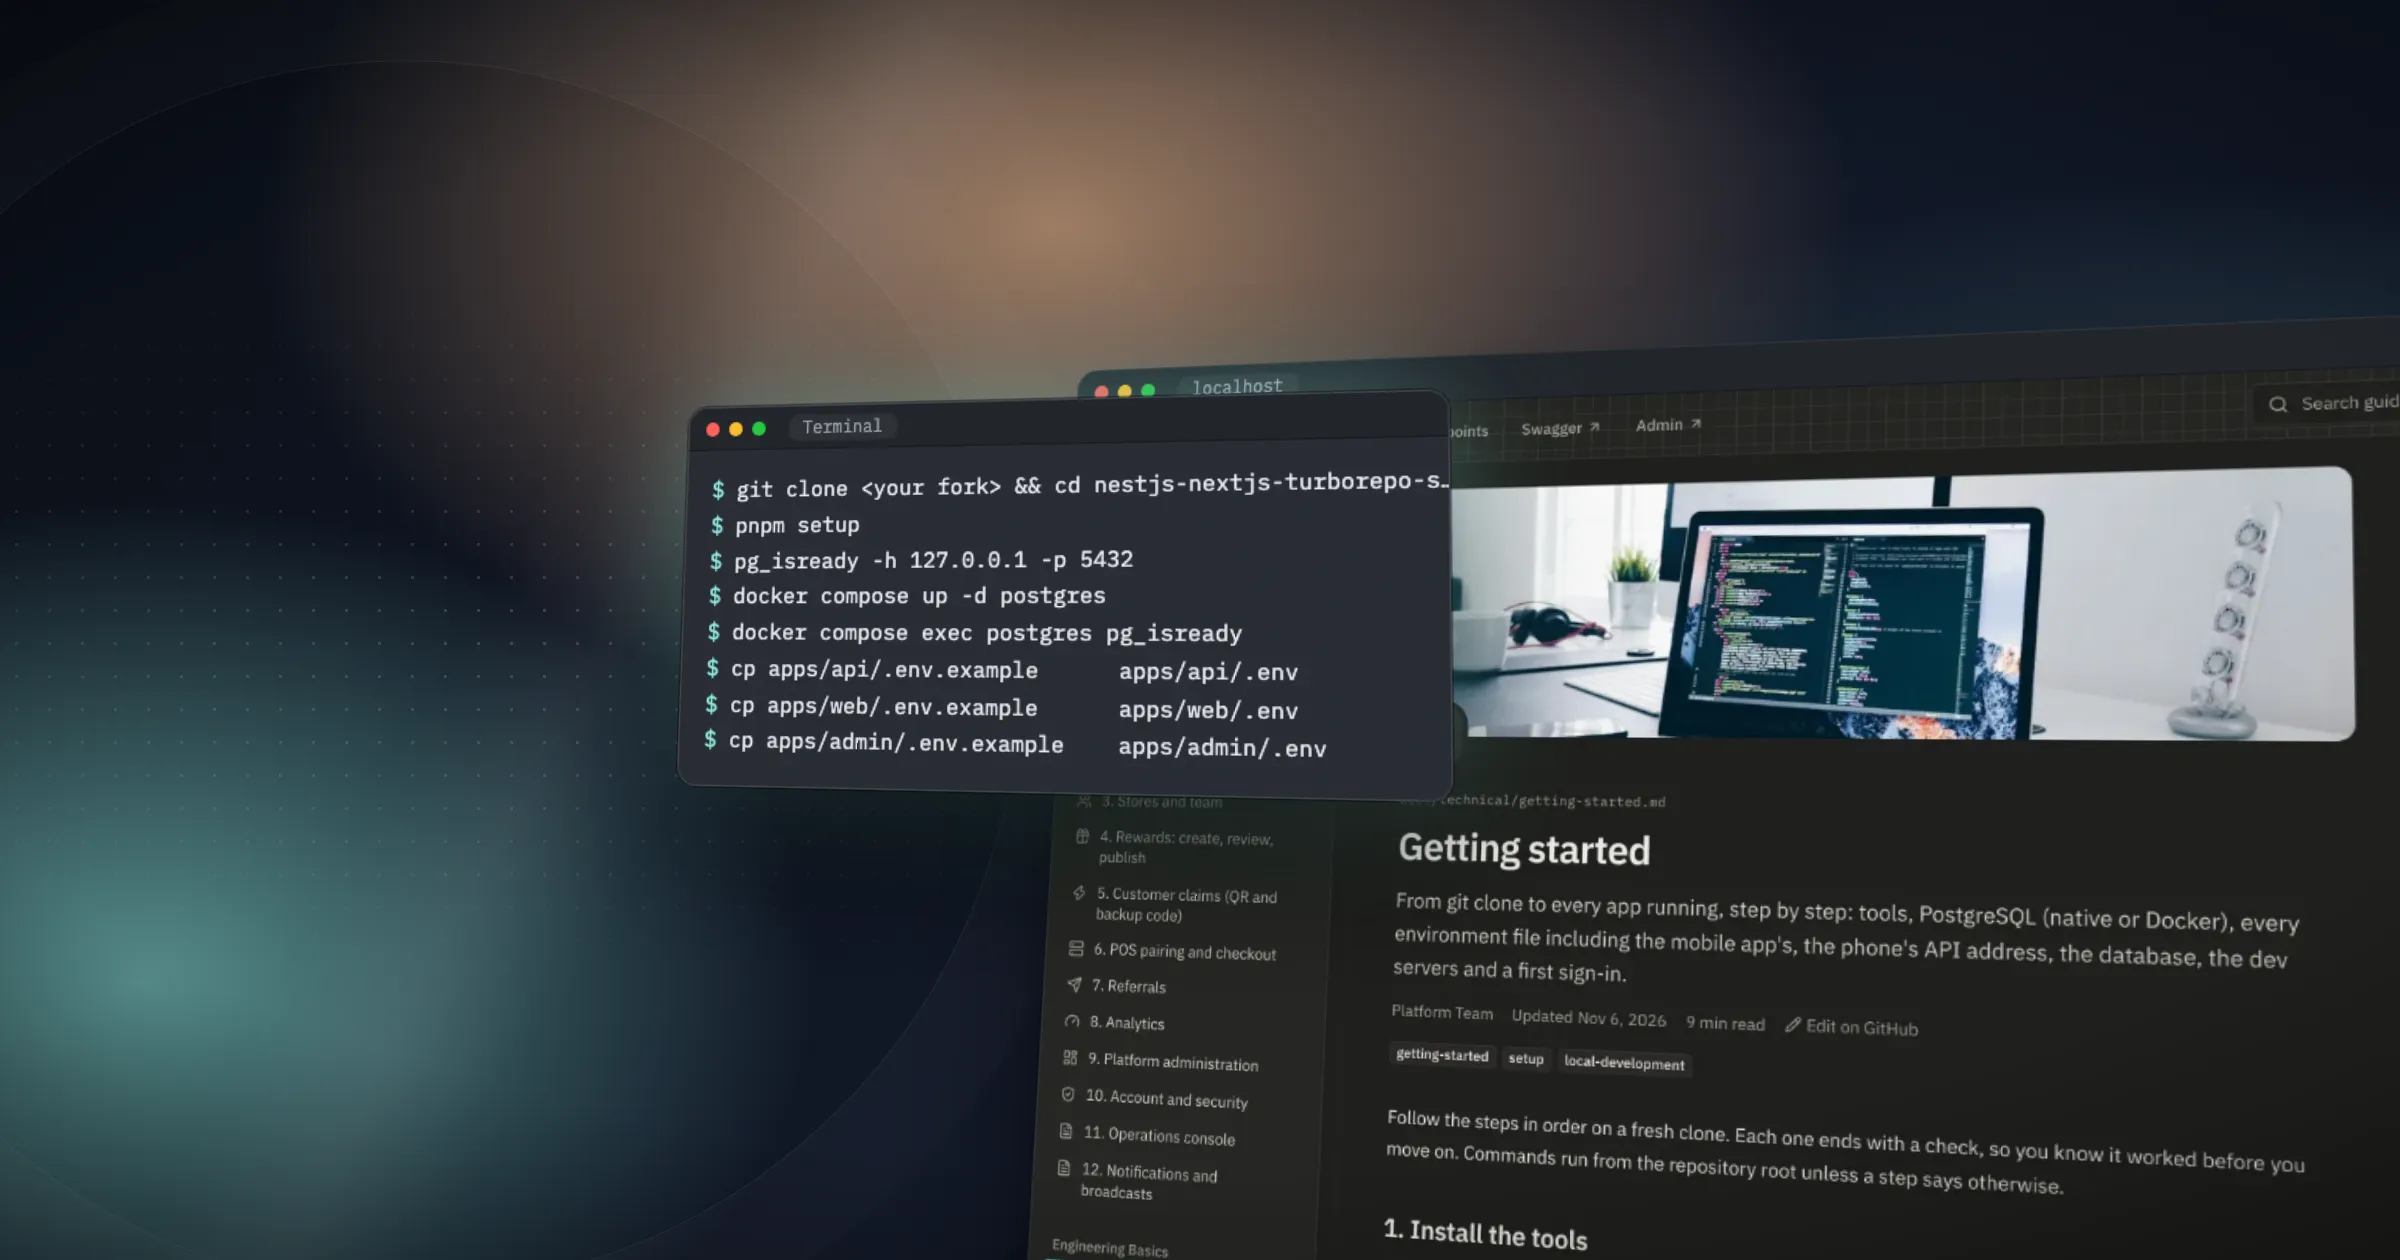 localhost
Terminal
$ git clone <your fork> && cd nestjs-nextjs-turborepo-s…
$ pnpm setup
$ pg_isready -h 127.0.0.1 -p 5432
$ docker compose up -d postgres
$ docker compose exec postgres pg_isready
$ cp apps/api/.env.example apps/api/.env
$ cp apps/web/.env.example apps/web/.env
$ cp apps/admin/.env.example apps/admin/.env
Swagger ↗ Admin ↗
Search
3. Stores and team
4. Rewards: create, review,
publish
5. Customer claims (QR and
backup code)
6. POS pairing and checkout
7. Referrals
8. Analytics
9. Platform administration
10. Account and security
11. Operations console
12. Notifications and
broadcasts
Engineering Basics
technical/getting-started.md
Getting started
From git clone to every app running, step by step: tools, PostgreSQL (native or Docker), every
environment file including the mobile app's, the phone's API address, the database, the dev
servers and a first sign-in.
Platform Team Updated Nov 6, 2026 9 min read Edit on GitHub
getting-started setup local-development
Follow the steps in order on a fresh clone. Each one ends with a check, so you know it worked before you
move on. Commands run from the repository root unless a step says otherwise.
1. Install the tools